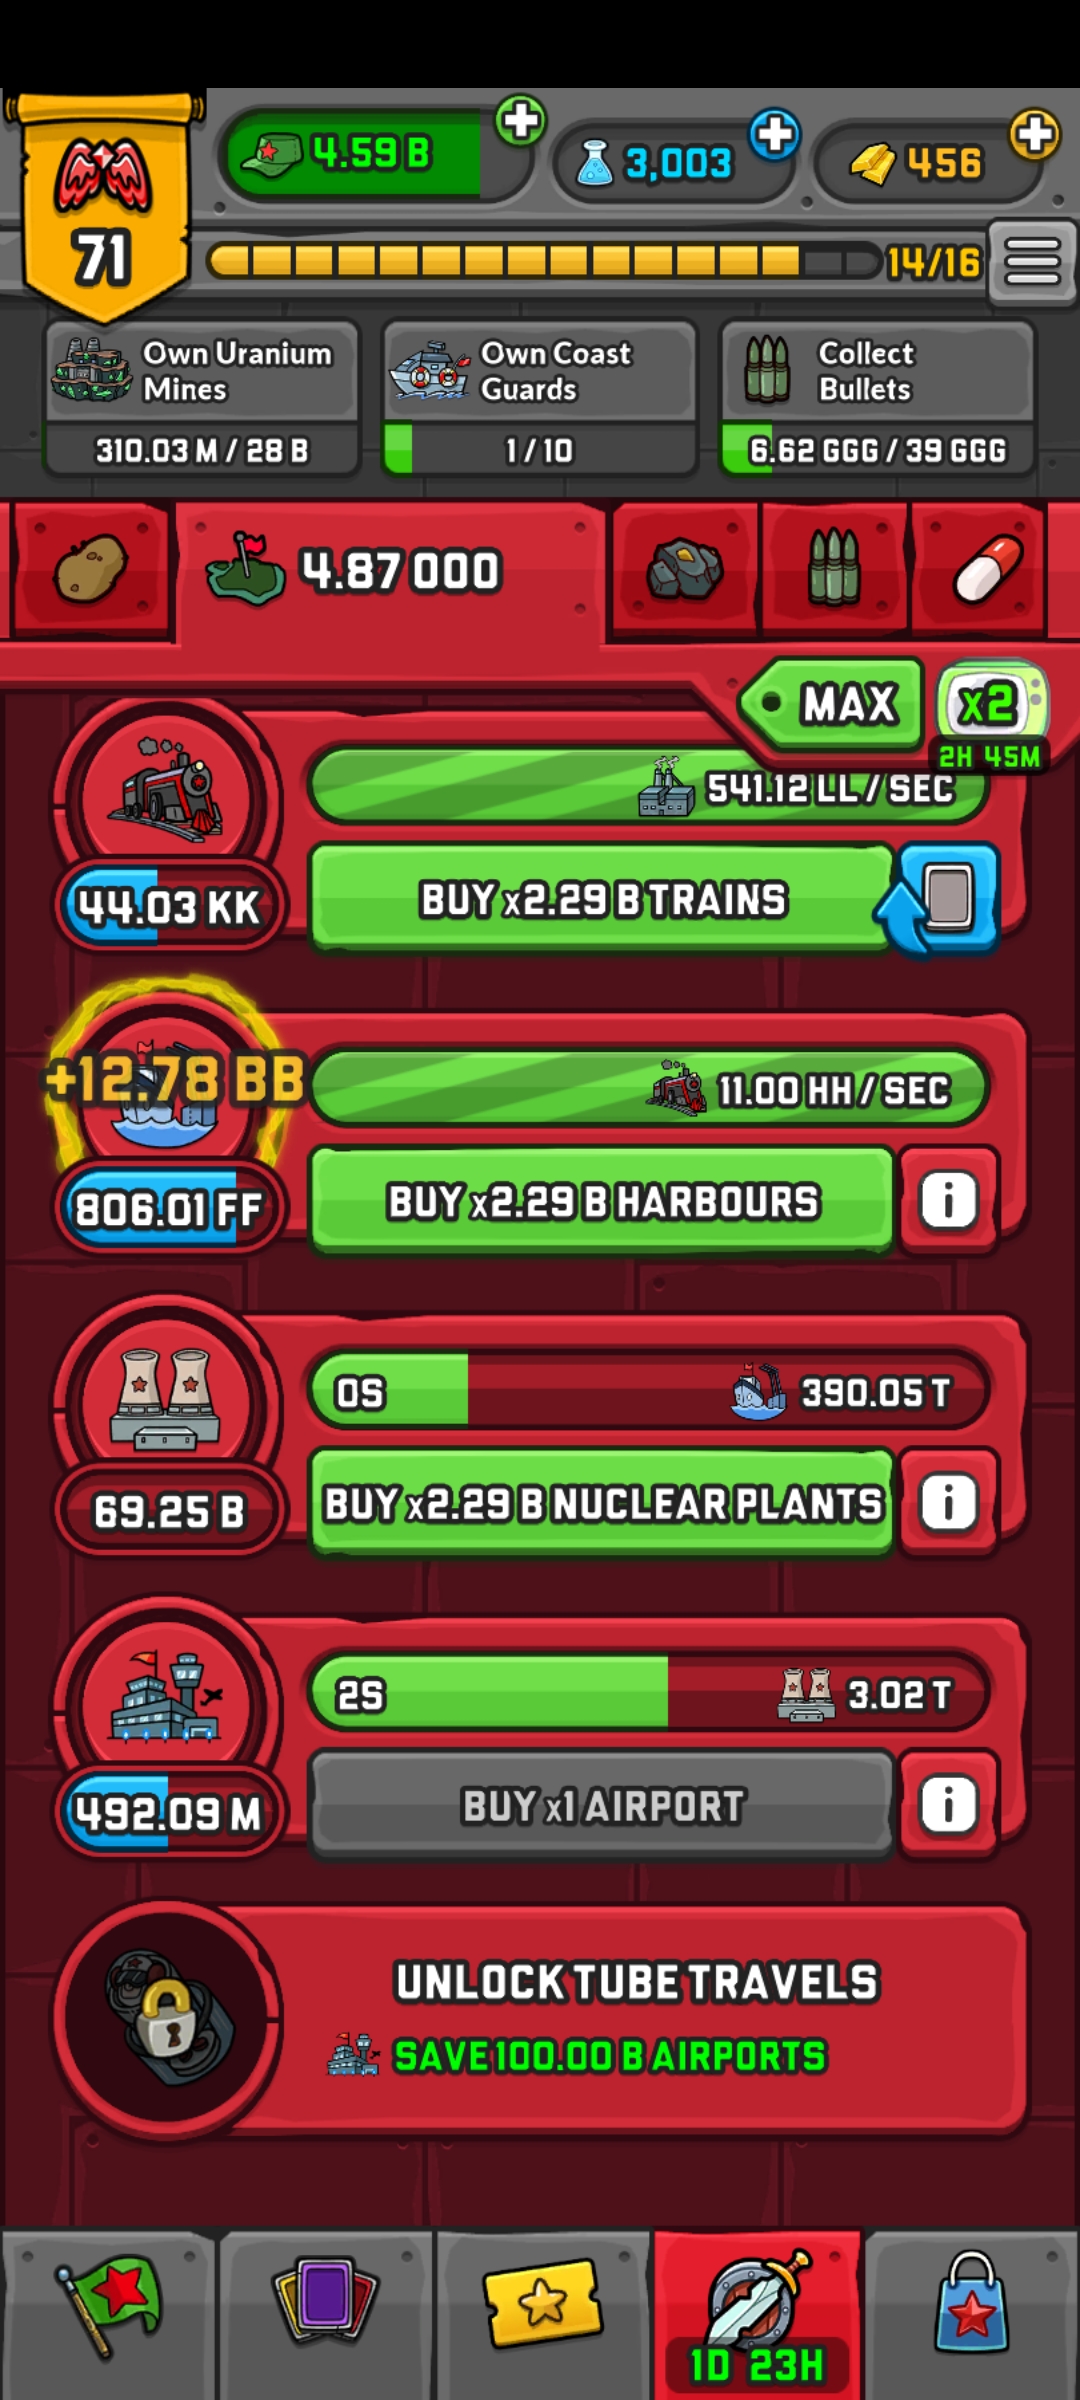 71
4.59 B
3,003
456
14/16
Own Uranium
Mines
310.03 M / 28 B
Own Coast
Guards
1 / 10
Collect
Bullets
6.62 GGG / 39 GGG
4.87 OOO
MAX
x2
2H 45M
541.12 LL / SEC
44.03 KK
BUY x2.29 B TRAINS
+12.78 BB
11.00 HH / SEC
806.01 FF
BUY x2.29 B HARBOURS
i
0S
390.05 T
69.25 B
BUY x2.29 B NUCLEAR PLANTS
i
2S
3.02 T
492.09 M
BUY x1 AIRPORT
i
UNLOCK TUBE TRAVELS
SAVE 100.00 B AIRPORTS
1D 23H